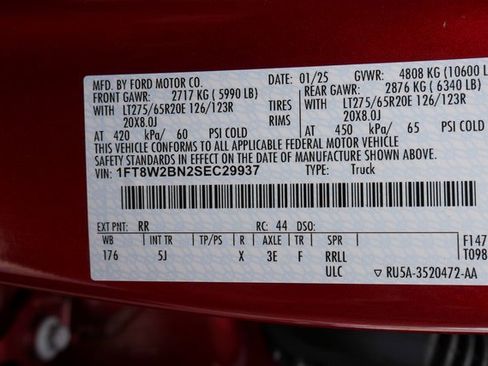 MFD. BY FORD MOTOR CO. 01/25 GVWR: 4808 KG (10600 L
FRONT GAWR: 2717 KG ( 5990 LB) REAR GAWR: 2876 KG ( 6340 LB)
WITH LT275/65R20E 126/123R TIRES WITH LT275/65R20E 126/123R
20X8.0J RIMS 20X8.0J
AT 420 kPa/ 60 PSI COLD AT 450 kPa/ 65 PSI COLD
THIS VEHICLE CONFORMS TO ALL APPLICABLE FEDERAL MOTOR VEHICLE
SAFETY STANDARDS IN EFFECT ON THE DATE OF MANUFACTURE SHOWN
VIN: 1FT8W2BN2SEC29937 TYPE: Truck
EXT PNT: RR RC: 44 DSO:
WB INT TR TP/PS R AXLE TR SPR F147
176 5J X 3E F RRLL T098
ULC RU5A-3520472-AA